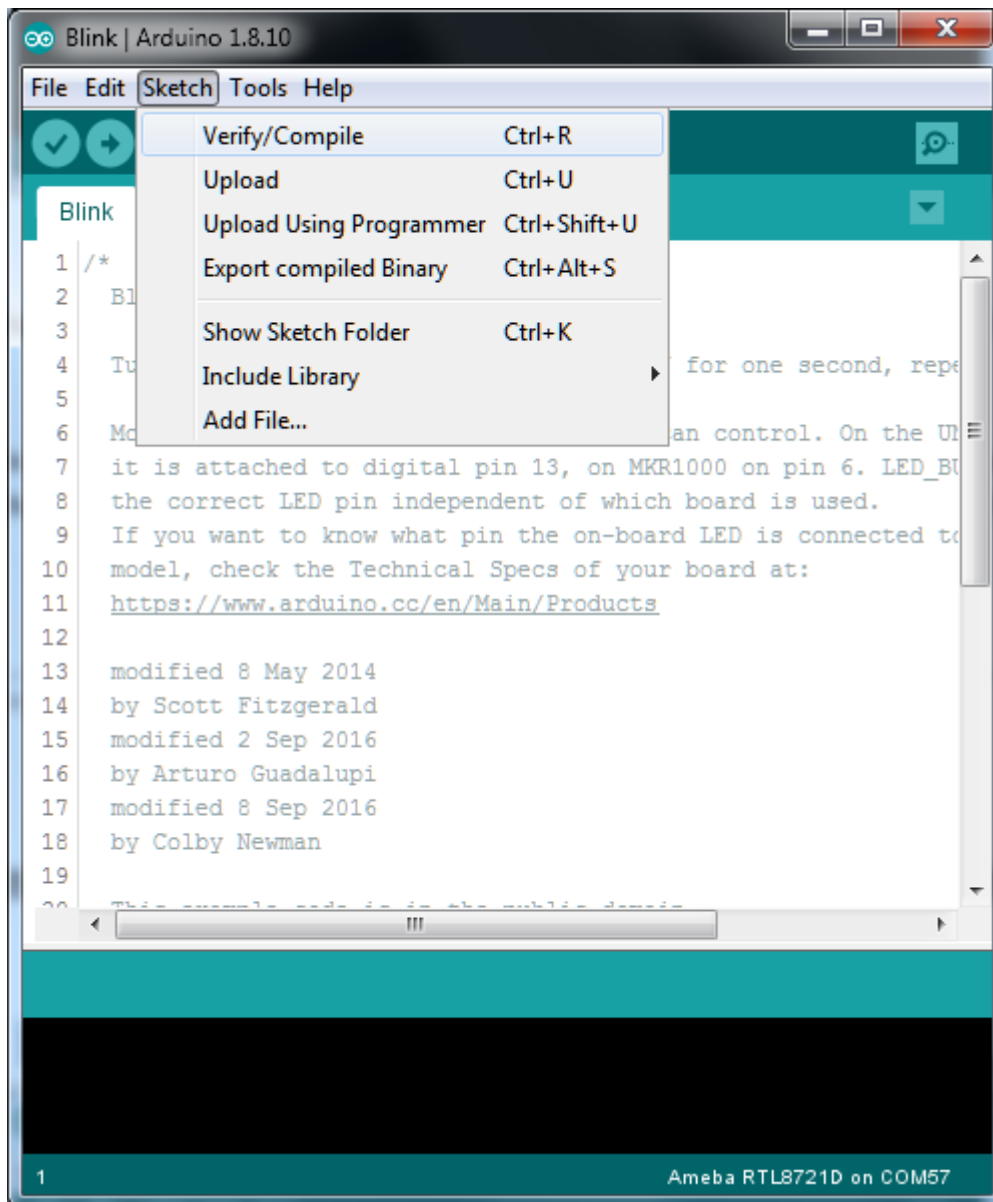 Blink | Arduino 1.8.10
File Edit Sketch Tools Help
Verify/Compile Ctrl+R
Upload Ctrl+U
Upload Using Programmer Ctrl+Shift+U
Export compiled Binary Ctrl+Alt+S
Show Sketch Folder Ctrl+K
Include Library
Add File...
Blink
1 /*
2
3
4 for one second,
5
6 control. On the
7 it is attached to digital pin 13, on MKR1000 on pin 6.
8 the correct LED pin independent of which board is used.
9 If you want to know what pin the on-board LED is connected
10 model, check the Technical Specs of your board at:
11 https://www.arduino.cc/en/Main/Products
12
13 modified 8 May 2014
14 by Scott Fitzgerald
15 modified 2 Sep 2016
16 by Arturo Guadalupi
17 modified 8 Sep 2016
18 by Colby Newman
19
1 Ameba RTL8721D on COM57